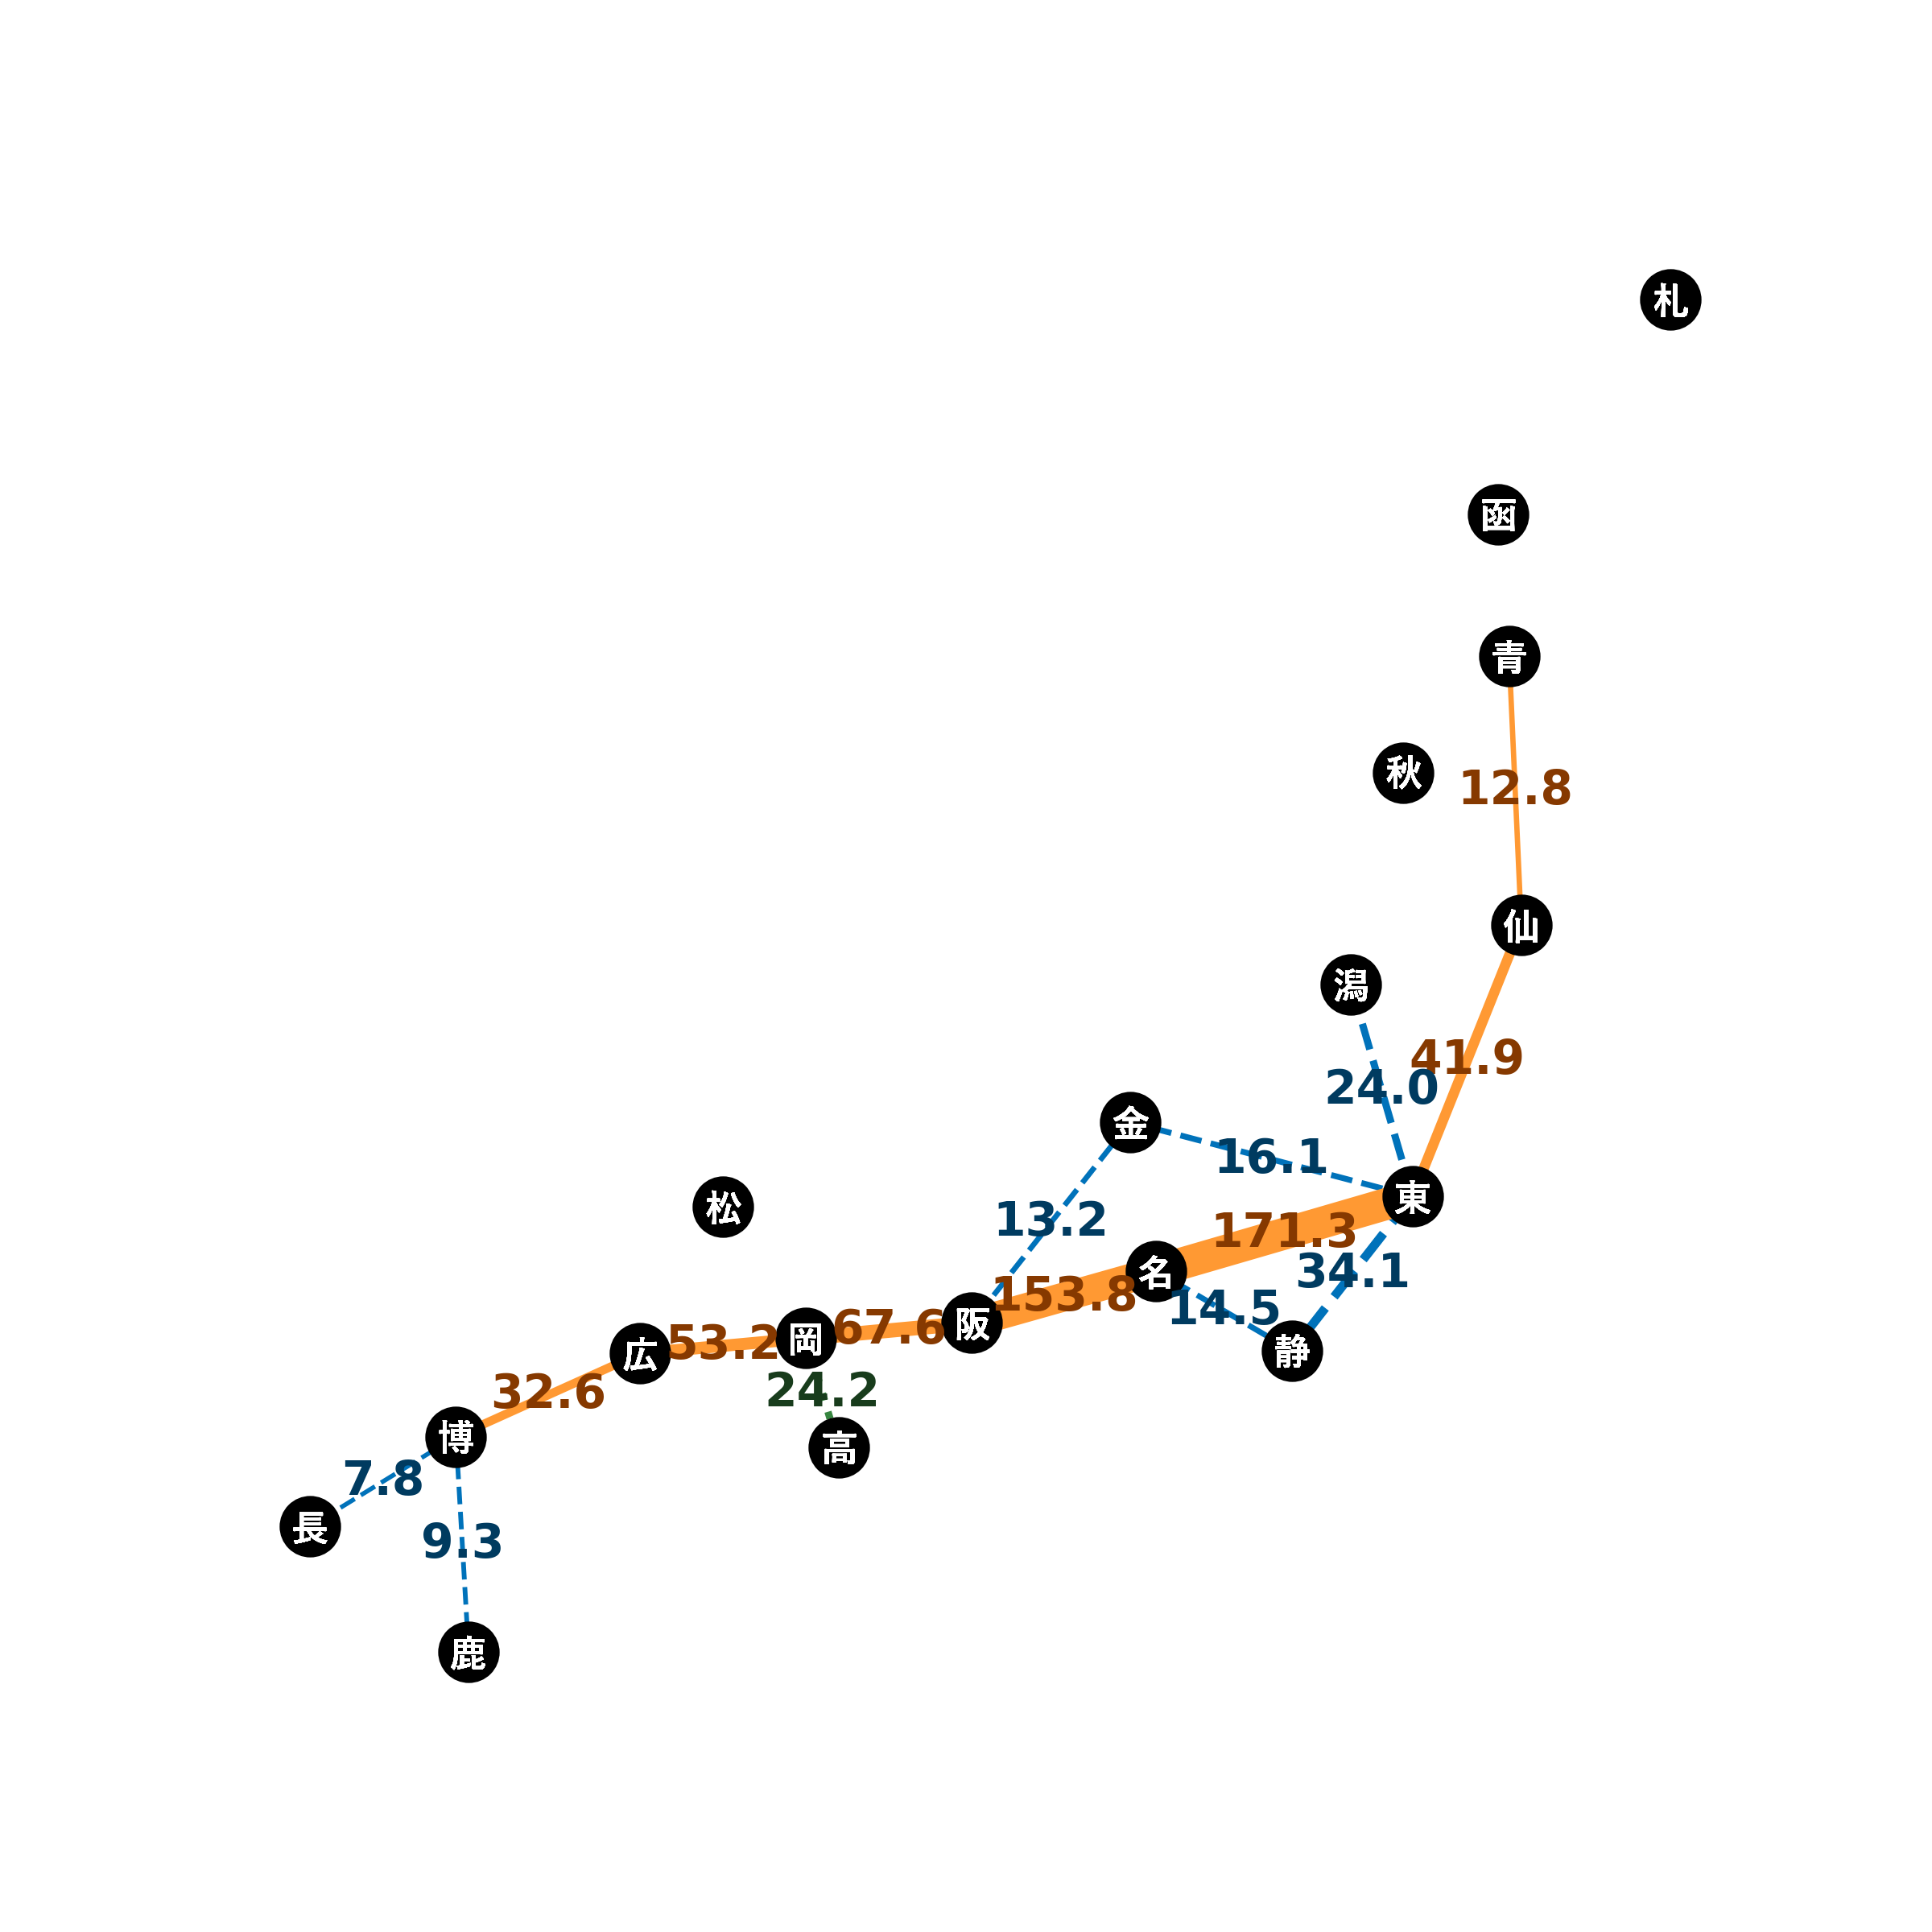 札
函
青
秋
12.8
仙
潟
41.9
24.0
金
16.1
東
松
13.2
171.3
名
34.1
153.8
14.5
阪
67.6
岡
53.2
静
広
32.6
24.2
博
高
7.8
長
9.3
鹿